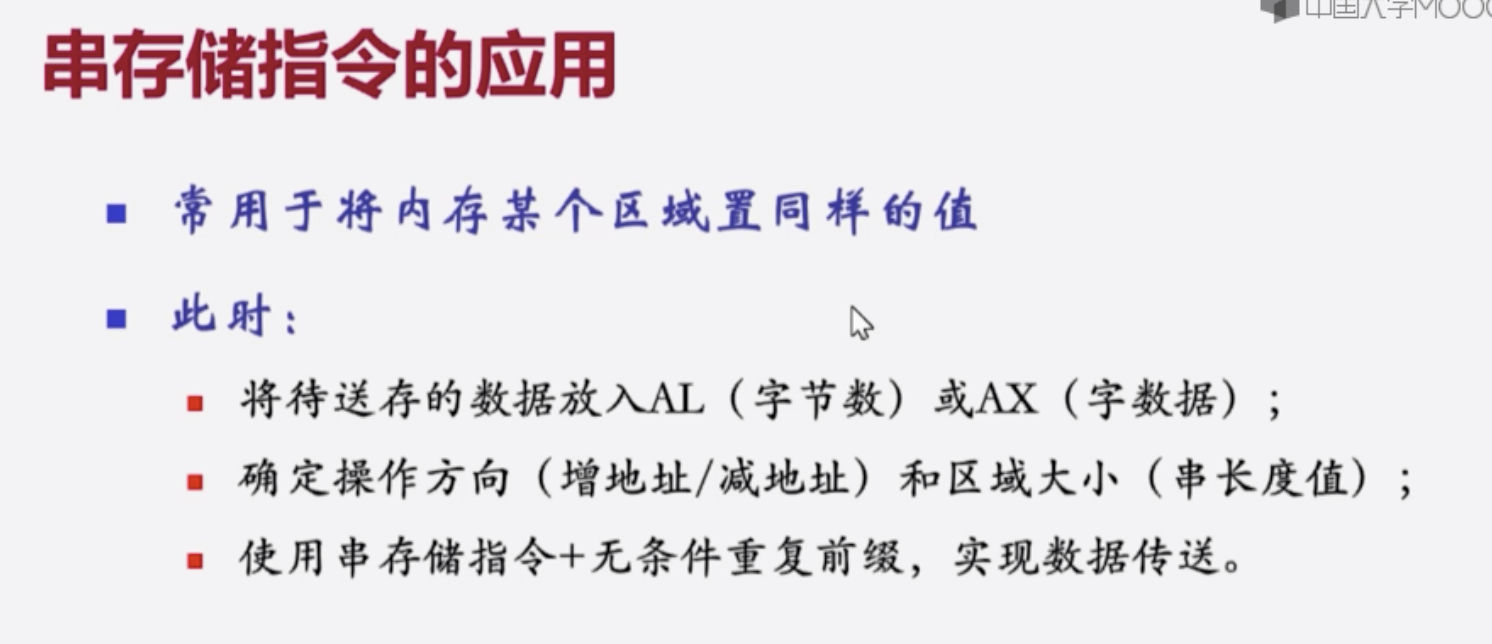 中国大学MOOC
串存储指令的应用
常用于将内存某个区域置同样的值
此时：
将待送存的数据放入AL（字节数）或AX（字数据）；
确定操作方向（增地址/减地址）和区域大小（串长度值）；
使用串存储指令+无条件重复前缀，实现数据传送。